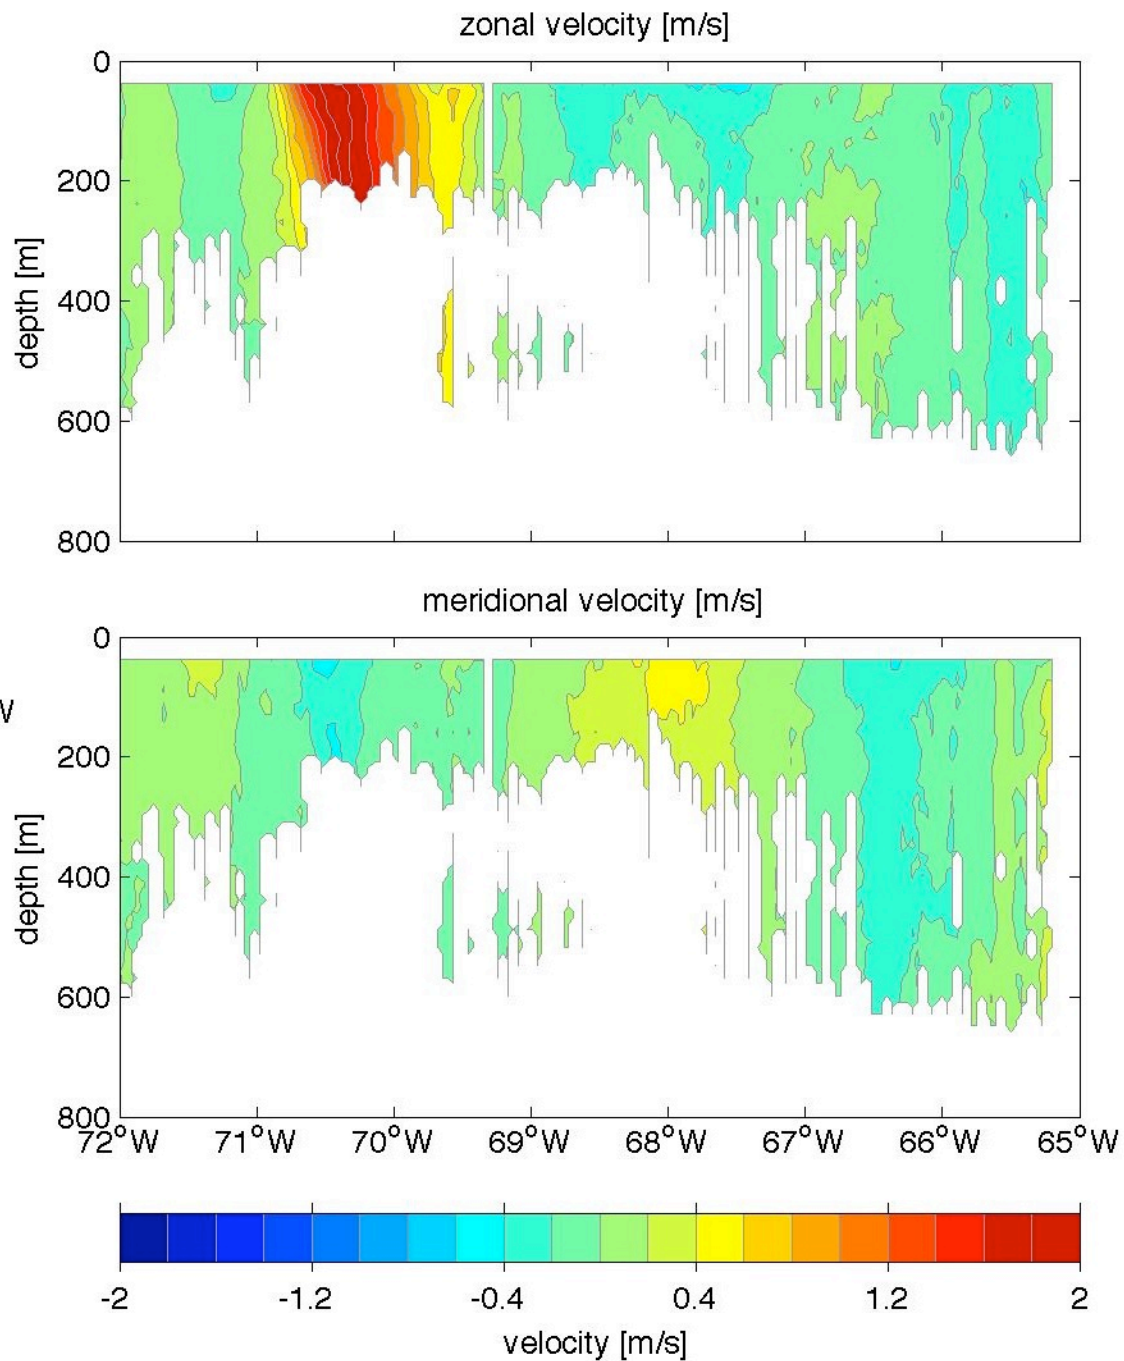 zonal velocity [m/s]
0
200
400
600
800
depth [m]
meridional velocity [m/s]
W
0
200
400
600
800
depth [m]
72°W 71°W 70°W 69°W 68°W 67°W 66°W 65°W
-2 -1.2 -0.4 0.4 1.2 2
velocity [m/s]